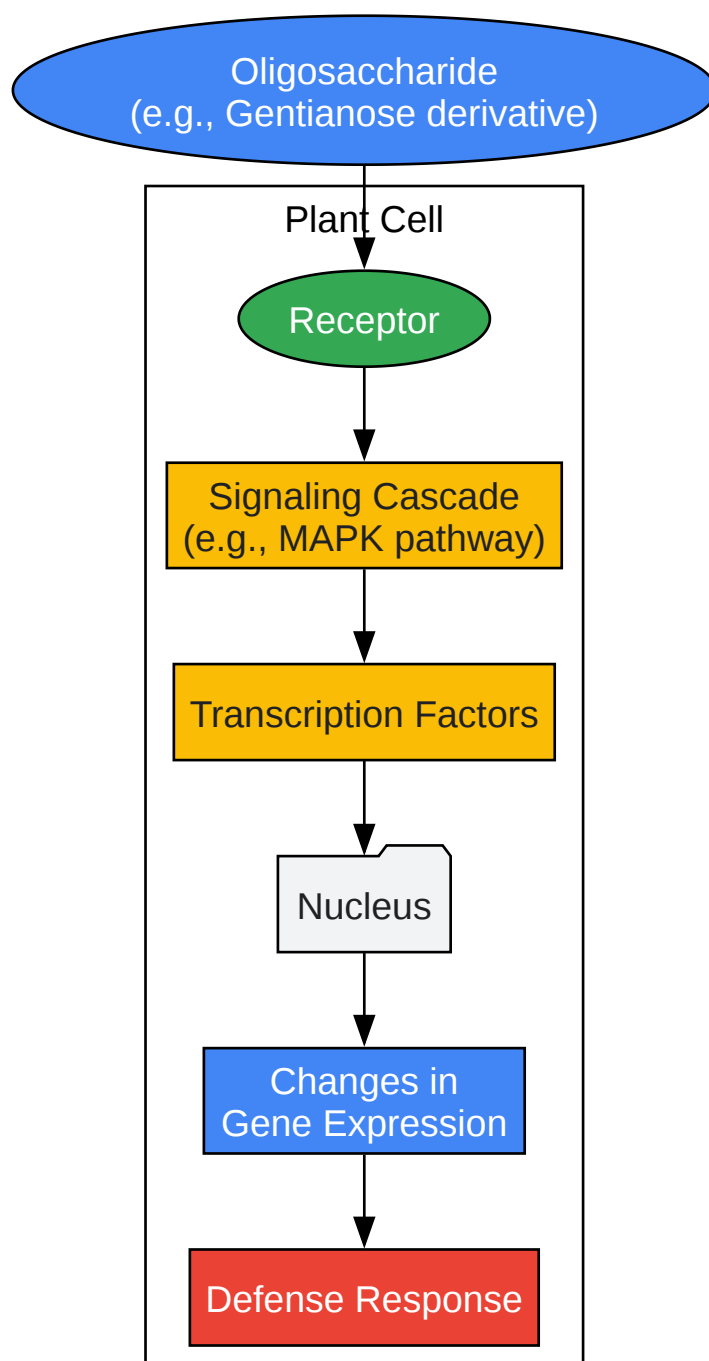 Oligosaccharide
(e.g., Gentianose derivative)
Plant Cell
Receptor
Signaling Cascade
(e.g., MAPK pathway)
Transcription Factors
Nucleus
Changes in
Gene Expression
Defense Response